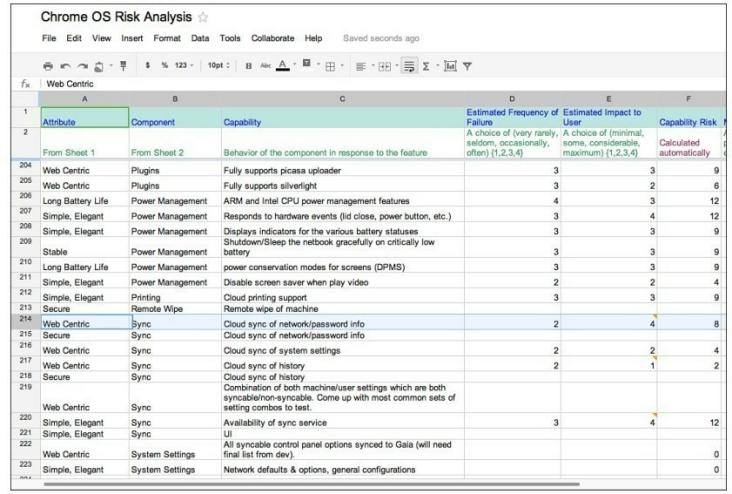 Chrome OS Risk Analysis
File Edit View Insert Format Data Tools Collaborate Help Saved seconds ago
$ % 123 10pt B Abc A Σ
fx Web Centric
A B C D E F
1 Attribute Component Capability Estimated Frequency of Failure Estimated Impact to User Capability Risk
2 From Sheet 1 From Sheet 2 Behavior of the component in response to the feature A choice of (very rarely, seldom, occasionally, often) {1,2,3,4} A choice of (minimal, some, considerable, maximum) {1,2,3,4} Calculated automatically
204 Web Centric Plugins Fully supports picasa uploader 3 3 9
205 Web Centric Plugins Fully supports silverlight 3 2 6
206 Long Battery Life Power Management ARM and Intel CPU power management features 4 3 12
207 Simple, Elegant Power Management Responds to hardware events (lid close, power button, etc.) 3 4 12
208 Simple, Elegant Power Management Displays indicators for the various battery statuses 3 3 9
209 Stable Power Management Shutdown/Sleep the netbook gracefully on critically low battery 3 3 9
210 Long Battery Life Power Management power conservation modes for screens (DPMS) 3 3 9
211 Simple, Elegant Power Management Disable screen saver when play video 2 2 4
212 Simple, Elegant Printing Cloud printing support 3 3 9
213 Secure Remote Wipe Remote wipe of machine
214 Web Centric Sync Cloud sync of network/password info 2 4 8
215 Secure Sync Cloud sync of network/password info
216 Web Centric Sync Cloud sync of system settings 2 2 4
217 Web Centric Sync Cloud sync of history 2 1 2
218 Secure Sync Cloud sync of history
219 Web Centric Sync Combination of both machine/user settings which are both syncable/non-syncable. Come up with most common sets of setting combos to test.
220 Simple, Elegant Sync Availability of sync service 3 4 12
221 Simple, Elegant Sync UI
222 Web Centric System Settings All syncable control panel options synced to Gaia (will need final list from dev). 0
223 Simple, Elegant System Settings Network defaults & options, general configurations 0